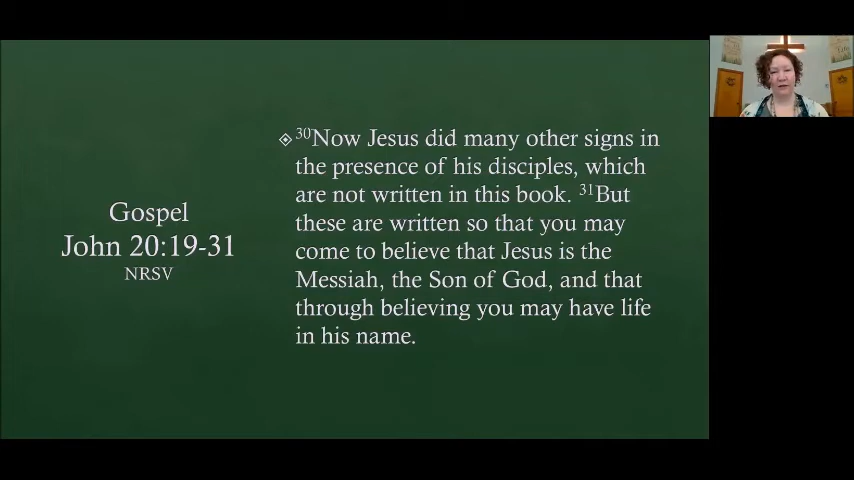 Gospel
John 20:19-31
NRSV
³⁰Now Jesus did many other signs in
the presence of his disciples, which
are not written in this book. ³¹But
these are written so that you may
come to believe that Jesus is the
Messiah, the Son of God, and that
through believing you may have life
in his name.